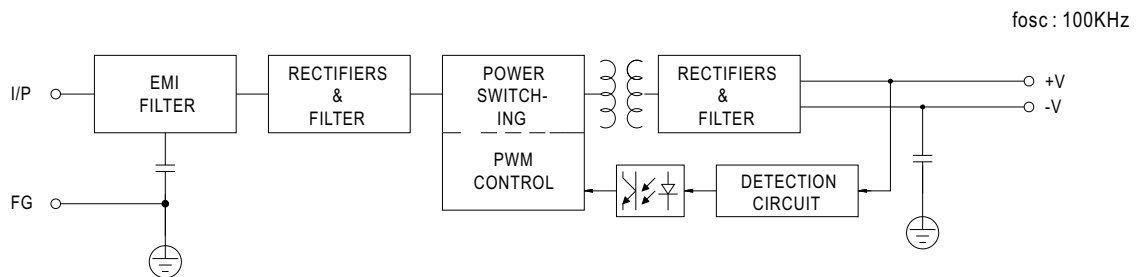 fosc : 100KHz
I/P
EMI
FILTER
RECTIFIERS
&
FILTER
POWER
SWITCH-
ING
PWM
CONTROL
RECTIFIERS
&
FILTER
+V
-V
DETECTION
CIRCUIT
FG